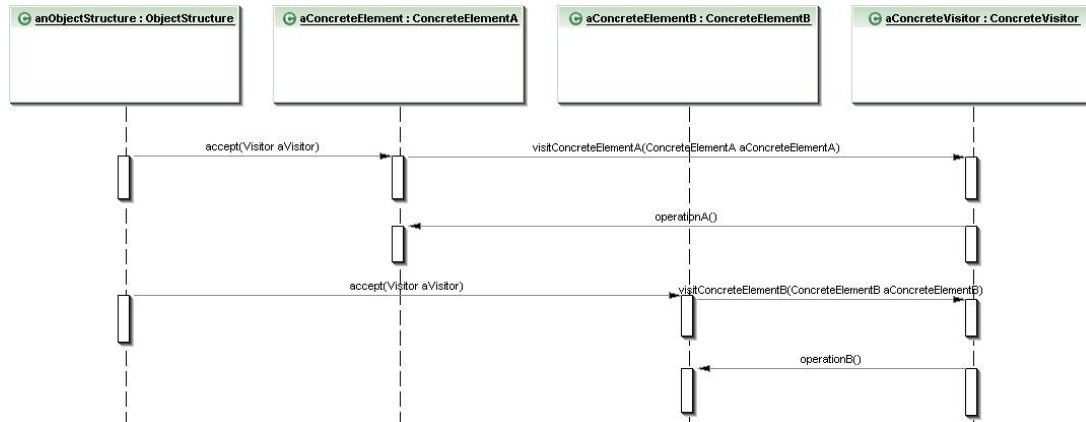 anObjectStructure : ObjectStructure
aConcreteElement : ConcreteElementA
aConcreteElementB : ConcreteElementB
aConcreteVisitor : ConcreteVisitor
accept(Visitor aVisitor)
visitConcreteElementA(ConcreteElementA aConcreteElementA)
operationA()
accept(Visitor aVisitor)
visitConcreteElementB(ConcreteElementB aConcreteElementB)
operationB()